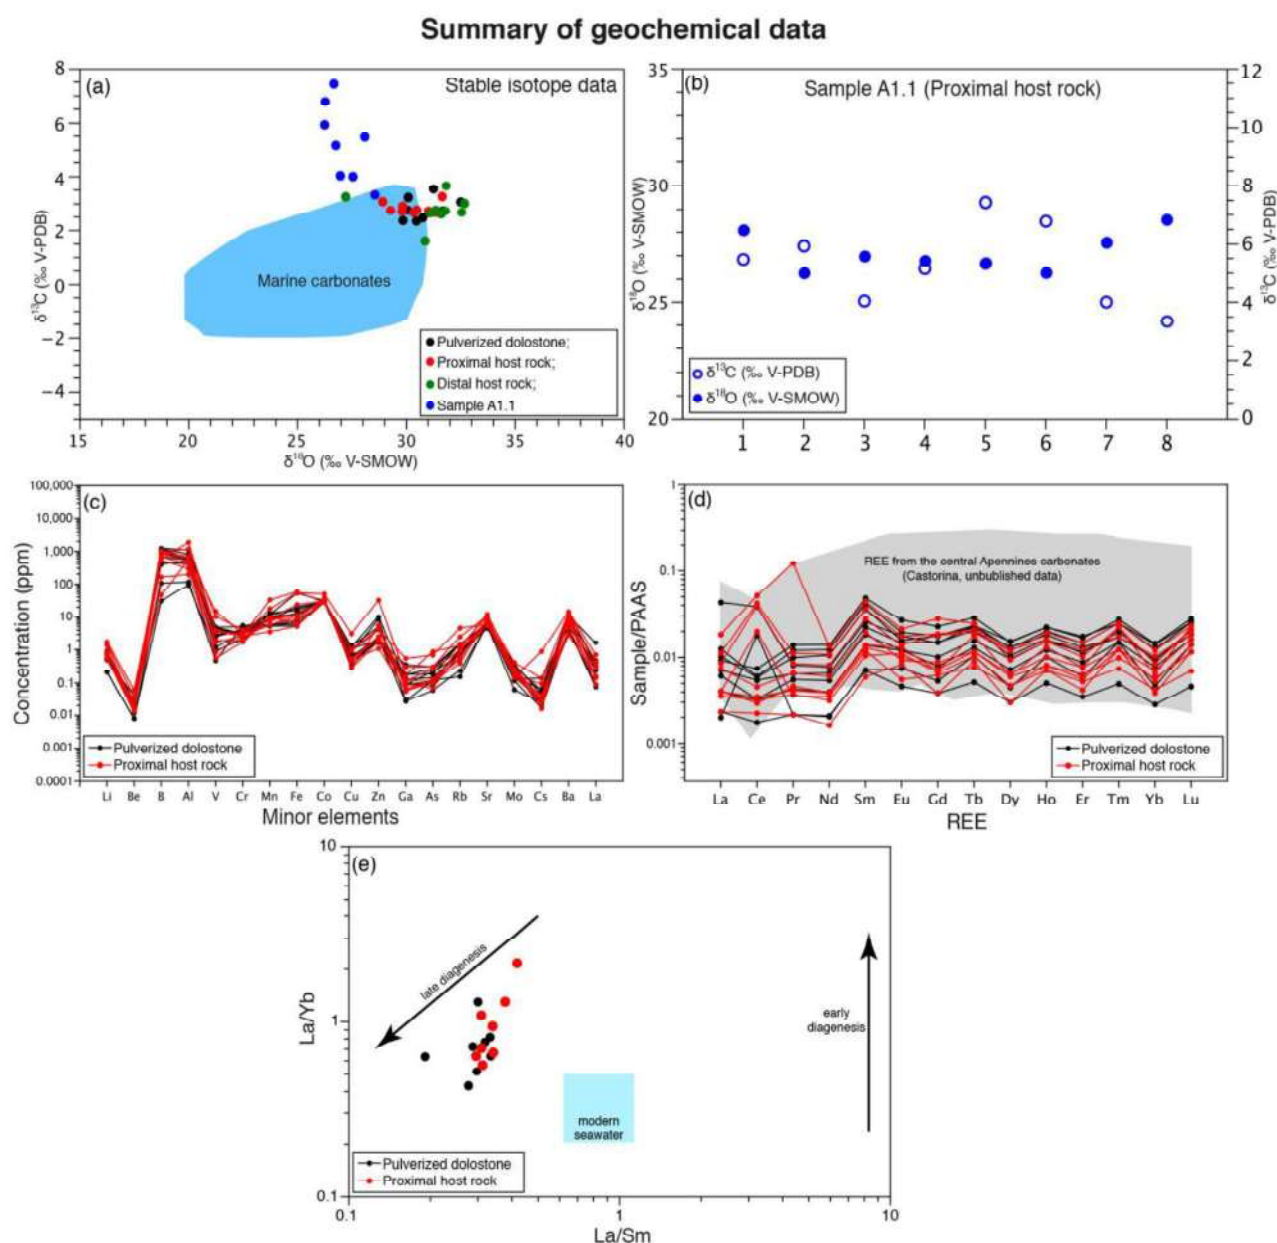 Summary of geochemical data
(a)
Stable isotope data
8
6
4
2
0
−2
−4
δ¹³C (‰ V-PDB)
Marine carbonates
Pulverized dolostone;
Proximal host rock;
Distal host rock;
Sample A1.1
15 20 25 30 35 40
δ¹⁸O (‰ V-SMOW)
(b)
Sample A1.1 (Proximal host rock)
35
30
25
20
δ¹⁸O (‰ V-SMOW)
12
10
8
6
4
2
0
δ¹³C (‰ V-PDB)
δ¹³C (‰ V-PDB)
δ¹⁸O (‰ V-SMOW)
1 2 3 4 5 6 7 8
(c)
100,000
10,000
1,000
100
10
1
0.1
0.01
0.001
0.0001
Concentration (ppm)
Pulverized dolostone
Proximal host rock
Li Be B Al V Cr Mn Fe Co Cu Zn Ga As Rb Sr Mo Cs Ba La
Minor elements
(d)
1
0.1
0.01
0.001
Sample/PAAS
REE from the central Apennines carbonates
(Castorina, unbublished data)
Pulverized dolostone
Proximal host rock
La Ce Pr Nd Sm Eu Gd Tb Dy Ho Er Tm Yb Lu
REE
(e)
10
1
0.1
La/Yb
late diagenesis
early
diagenesis
modern
seawater
Pulverized dolostone
Proximal host rock
0.1 1 10
La/Sm